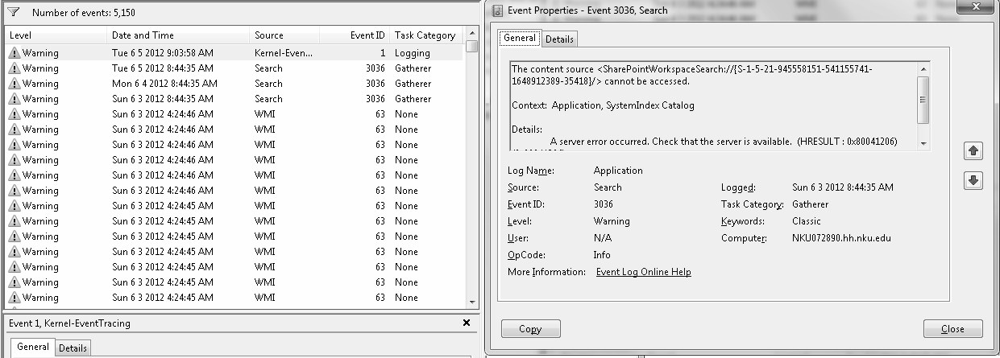 Number of events: 5,150
Level Date and Time Source Event ID Task Category
Warning Tue 6 5 2012 9:03:58 AM Kernel-Even... 1 Logging
Warning Tue 6 5 2012 8:44:35 AM Search 3036 Gatherer
Warning Mon 6 4 2012 8:44:35 AM Search 3036 Gatherer
Warning Sun 6 3 2012 8:44:35 AM Search 3036 Gatherer
Warning Sun 6 3 2012 4:24:46 AM WMI 63 None
Warning Sun 6 3 2012 4:24:46 AM WMI 63 None
Warning Sun 6 3 2012 4:24:46 AM WMI 63 None
Warning Sun 6 3 2012 4:24:46 AM WMI 63 None
Warning Sun 6 3 2012 4:24:46 AM WMI 63 None
Warning Sun 6 3 2012 4:24:46 AM WMI 63 None
Warning Sun 6 3 2012 4:24:45 AM WMI 63 None
Warning Sun 6 3 2012 4:24:45 AM WMI 63 None
Warning Sun 6 3 2012 4:24:45 AM WMI 63 None
Warning Sun 6 3 2012 4:24:45 AM WMI 63 None
Warning Sun 6 3 2012 4:24:45 AM WMI 63 None
Warning Sun 6 3 2012 4:24:45 AM WMI 63 None
Warning Sun 6 3 2012 4:24:45 AM WMI 63 None
Event 1, Kernel-EventTracing
General Details
Event Properties - Event 3036, Search
General Details
The content source <SharePointWorkspaceSearch://{S-1-5-21-945558151-541155741-
1648912389-35418}/> cannot be accessed.
Context: Application, SystemIndex Catalog
Details:
A server error occurred. Check that the server is available. (HRESULT : 0x80041206)
Log Name: Application
Source: Search Logged: Sun 6 3 2012 8:44:35 AM
Event ID: 3036 Task Category: Gatherer
Level: Warning Keywords: Classic
User: N/A Computer: NKU072890.hh.nku.edu
OpCode: Info
More Information: Event Log Online Help
Copy Close